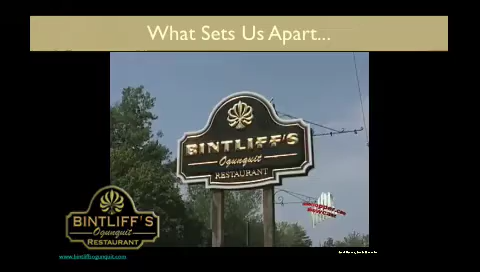 What Sets Us Apart...
BINTLIFF'S
Ogunquit
RESTAURANT
BINTLIFF'S
Ogunquit
RESTAURANT
www.bintliffsogunquit.com